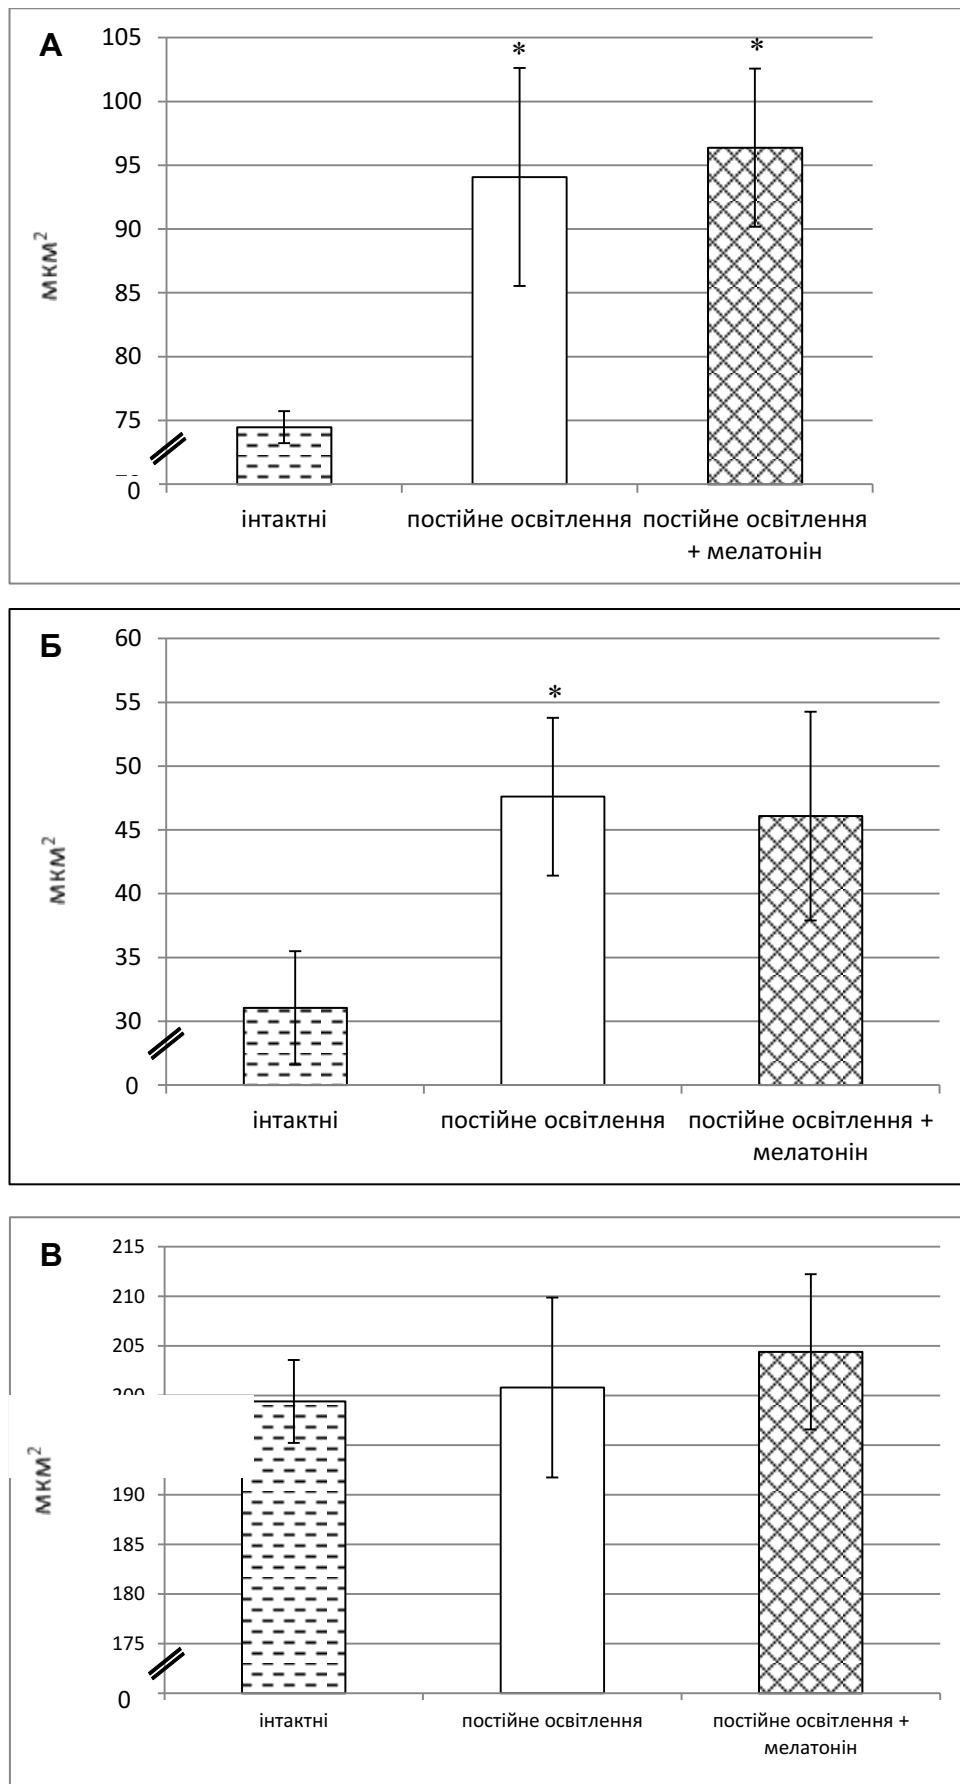 А
105
*
*
100
95
90
85
80
75
0
мкм²
інтактні
постійне освітлення
постійне освітлення
+ мелатонін
Б
60
*
55
50
45
40
35
30
0
мкм²
інтактні
постійне освітлення
постійне освітлення +
мелатонін
В
215
210
205
200
190
185
180
175
0
мкм²
інтактні
постійне освітлення
постійне освітлення +
мелатонін